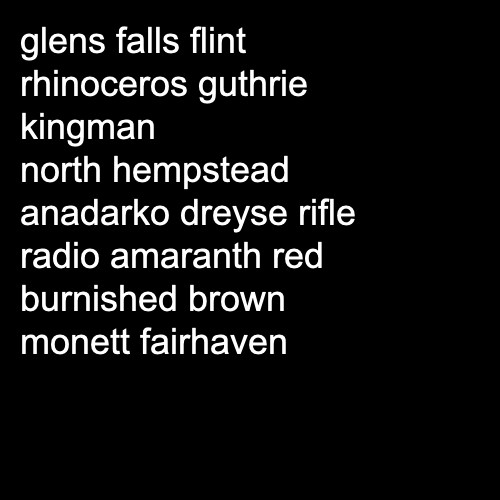 glens falls flint
rhinoceros guthrie
kingman
north hempstead
anadarko dreyse rifle
radio amaranth red
burnished brown
monett fairhaven